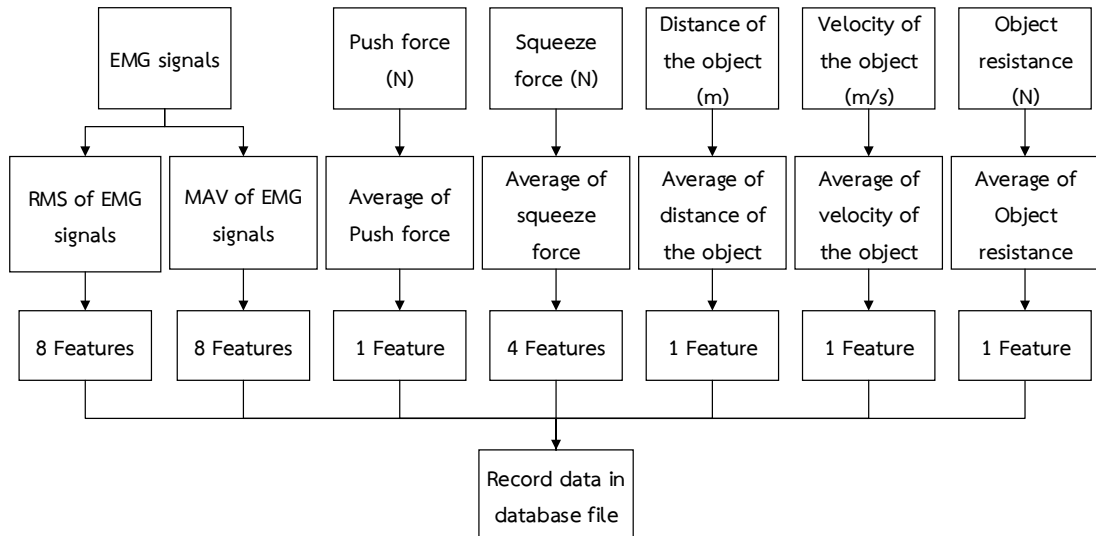 EMG signals
Push force
(N)
Squeeze
force (N)
Distance of
the object
(m)
Velocity of
the object
(m/s)
Object
resistance
(N)
RMS of EMG
signals
MAV of EMG
signals
Average of
Push force
Average of
squeeze
force
Average of
distance of
the object
Average of
velocity of
the object
Average of
Object
resistance
8 Features
8 Features
1 Feature
4 Features
1 Feature
1 Feature
1 Feature
Record data in
database file